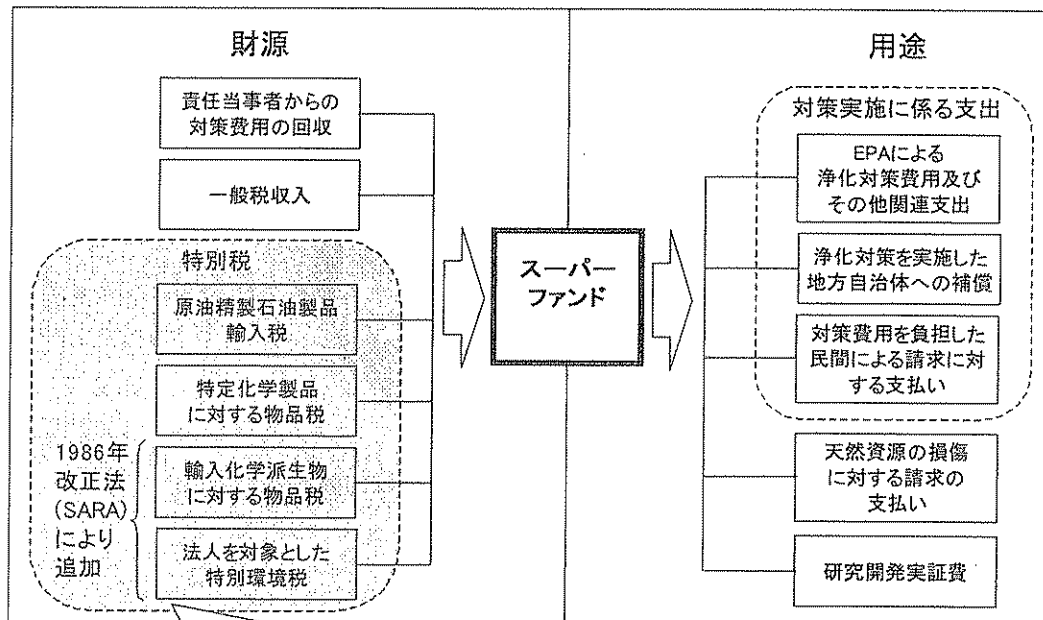 財源
責任当事者からの
対策費用の回収
一般税収入
特別税
原油精製石油製品
輸入税
特定化学製品
に対する物品税
1986年
改正法
(SARA)
により
追加
輸入化学派生物
に対する物品税
法人を対象とした
特別環境税
スーパー
ファンド
用途
対策実施に係る支出
EPAによる
浄化対策費用及び
その他関連支出
浄化対策を実施した
地方自治体への補償
対策費用を負担した
民間による請求に対
する支払い
天然資源の損傷
に対する請求の
支払い
研究開発実証費